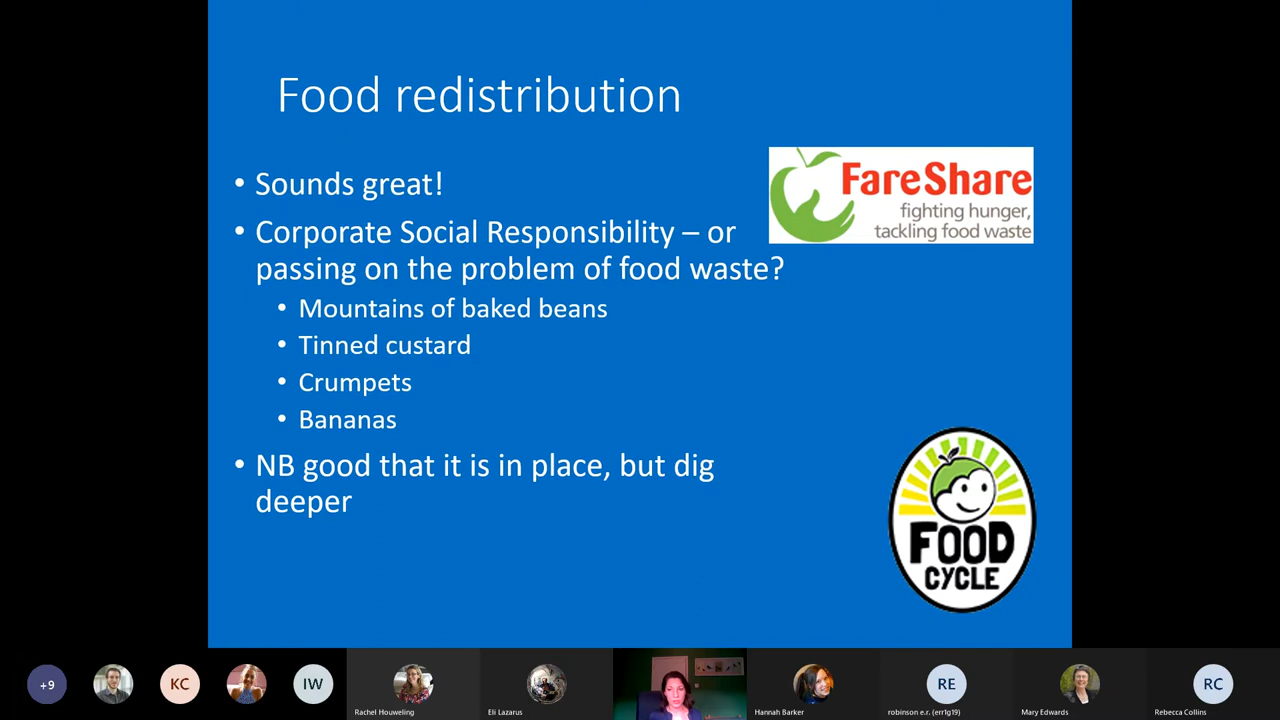 Food redistribution
• Sounds great!
• Corporate Social Responsibility – or
passing on the problem of food waste?
• Mountains of baked beans
• Tinned custard
• Crumpets
• Bananas
• NB good that it is in place, but dig
deeper
FareShare
fighting hunger,
tackling food waste
FOOD
CYCLE
+9
KC
IW
Rachel Houweling
Eli Lazarus
Hannah Barker
RE
robinson e.r. (err1g19)
Mary Edwards
RC
Rebecca Collins